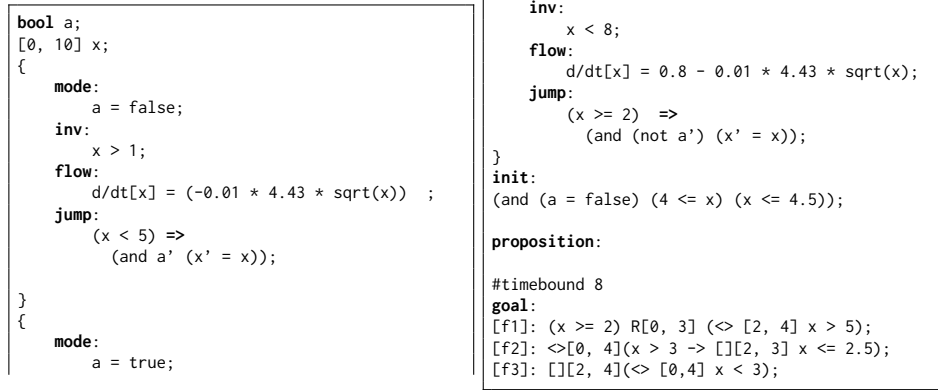 bool a;
[0, 10] x;
{
    mode:
        a = false;
    inv:
        x > 1;
    flow:
        d/dt[x] = (-0.01 * 4.43 * sqrt(x))  ;
    jump:
        (x < 5) =>
          (and a' (x' = x));
}
{
    mode:
        a = true;
    inv:
        x < 8;
    flow:
        d/dt[x] = 0.8 - 0.01 * 4.43 * sqrt(x);
    jump:
        (x >= 2)  =>
          (and (not a') (x' = x));
}
init:
(and (a = false) (4 <= x) (x <= 4.5));
proposition:
#timebound 8
goal:
[f1]: (x >= 2) R[0, 3] (<> [2, 4] x > 5);
[f2]: <>[0, 4](x > 3 -> [][2, 3] x <= 2.5);
[f3]: [][2, 4](<> [0,4] x < 3);